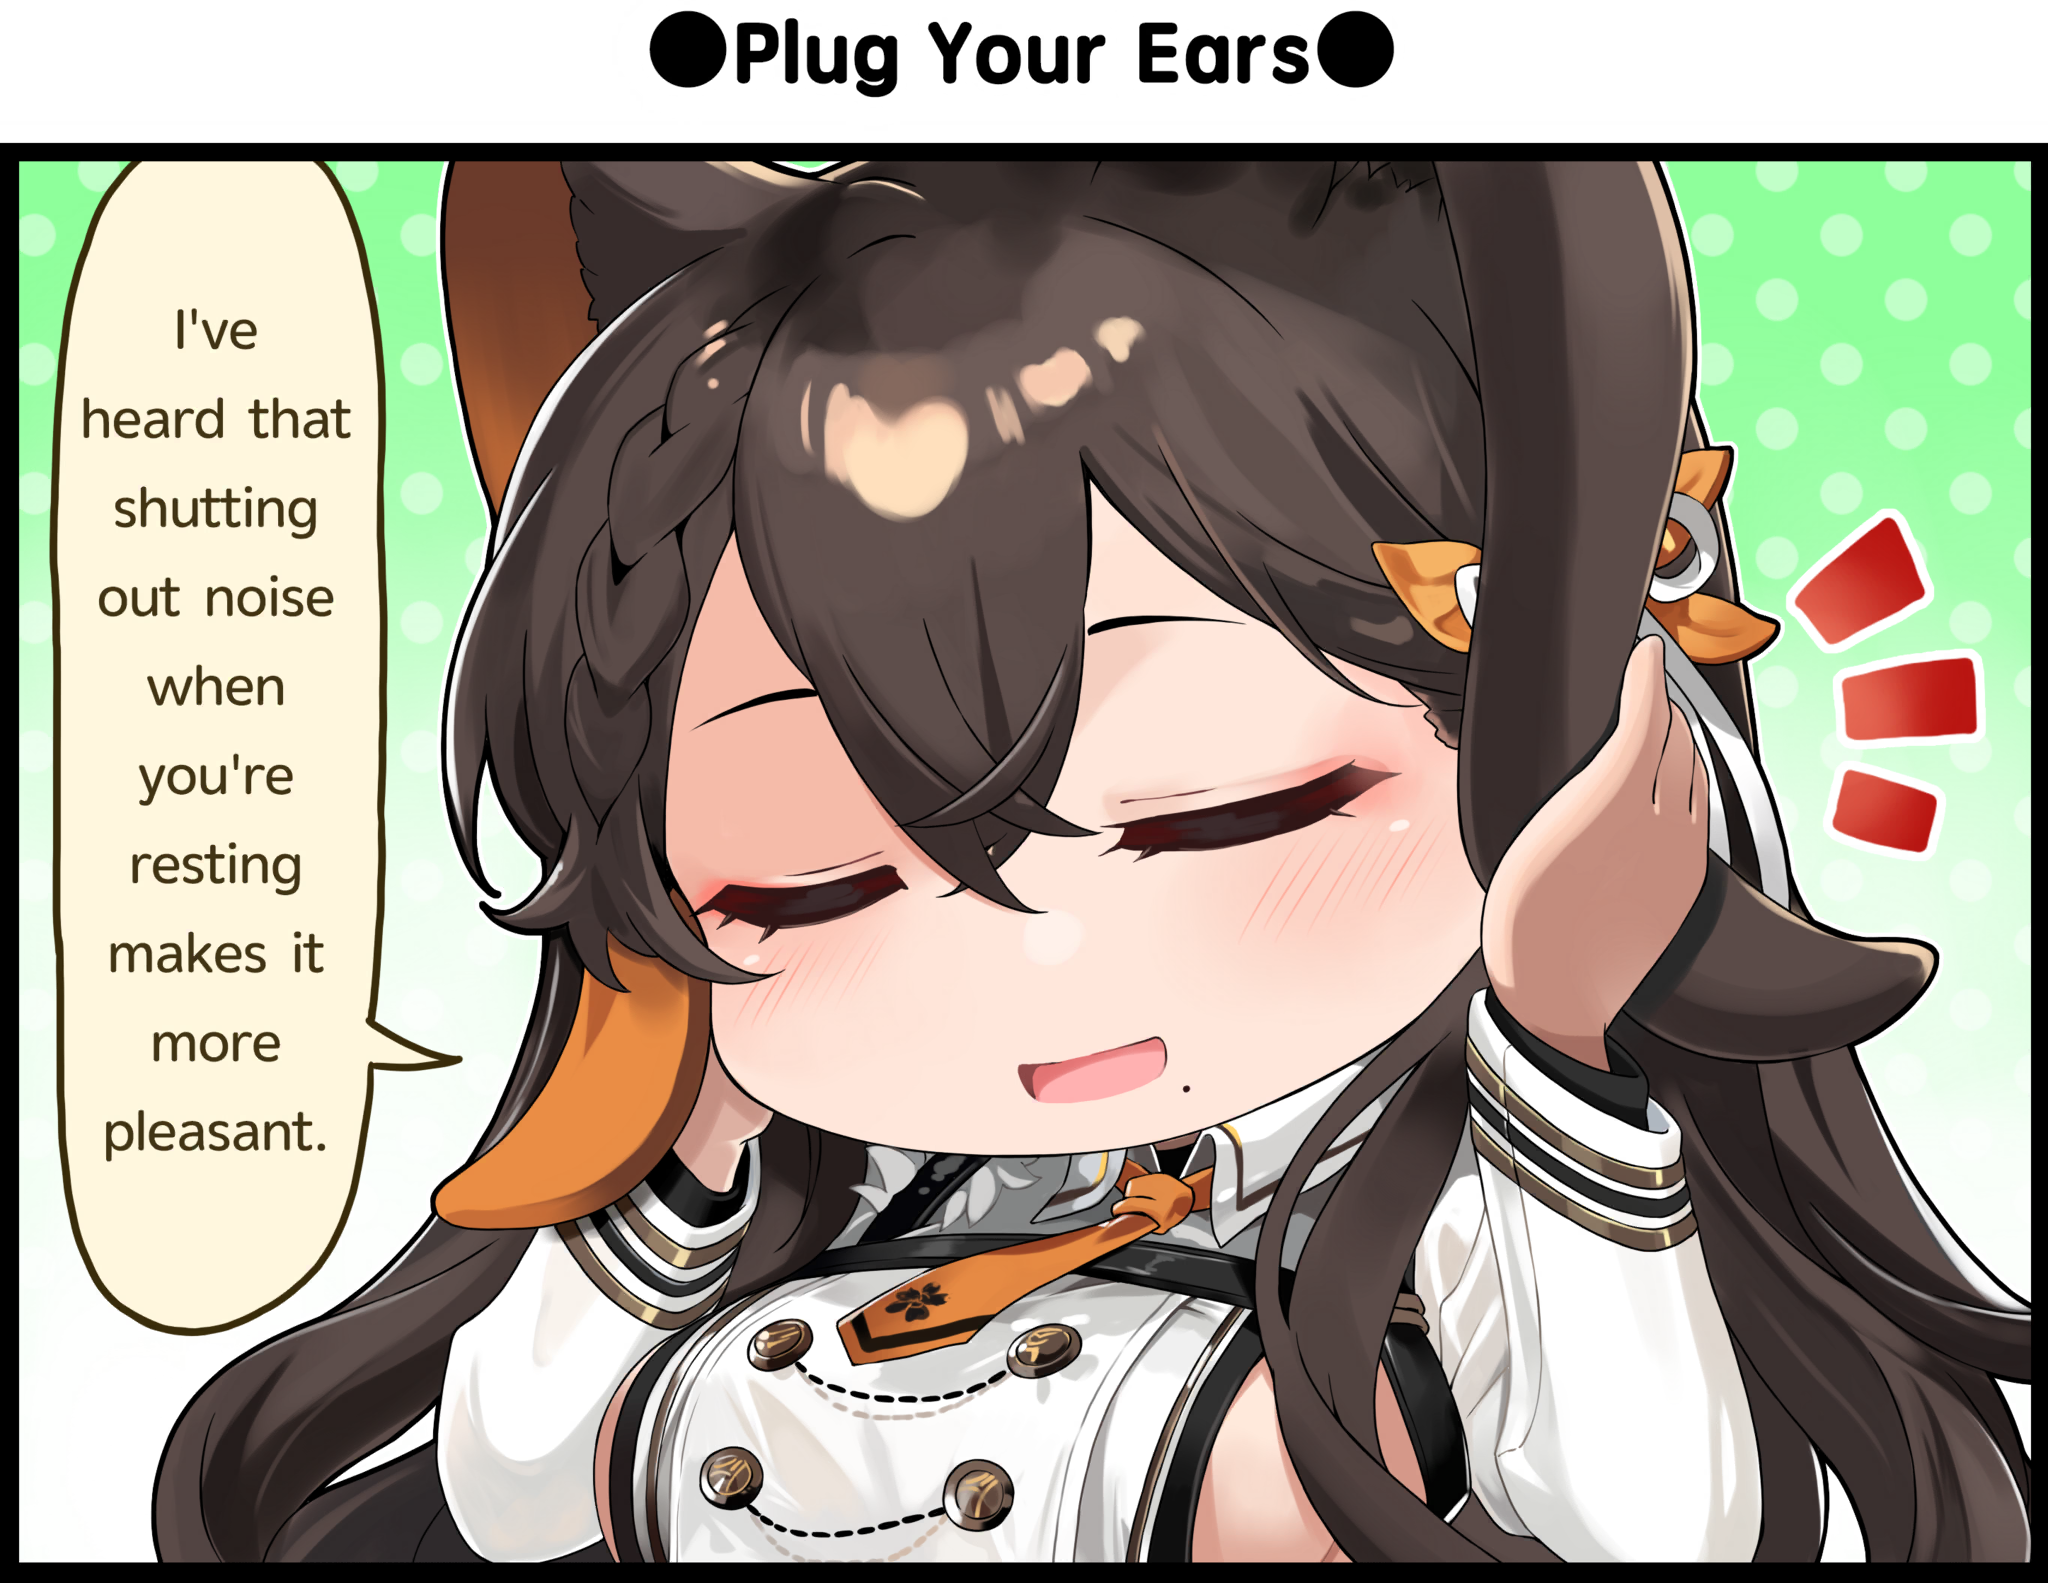 ●Plug Your Ears●
I've
heard that
shutting
out noise
when
you're
resting
makes it
more
pleasant.